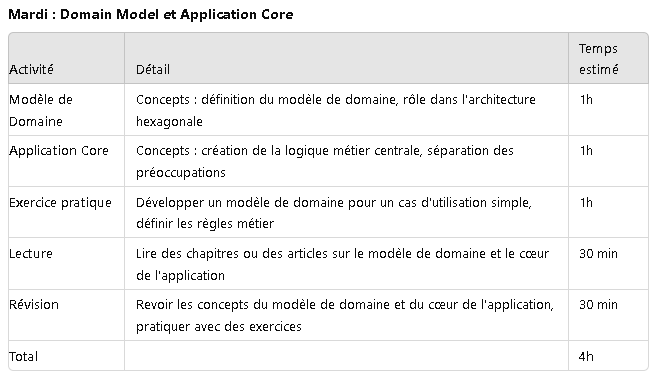 Mardi : Domain Model et Application Core
Temps
estimé
Activité Détail
Modèle de Concepts : définition du modèle de domaine, rôle dans l'architecture 1h
Domaine hexagonale
Application Core Concepts : création de la logique métier centrale, séparation des 1h
préoccupations
Exercice pratique Développer un modèle de domaine pour un cas d'utilisation simple, 1h
définir les règles métier
Lecture Lire des chapitres ou des articles sur le modèle de domaine et le cœur 30 min
de l'application
Révision Revoir les concepts du modèle de domaine et du cœur de l'application, 30 min
pratiquer avec des exercices
Total 4h